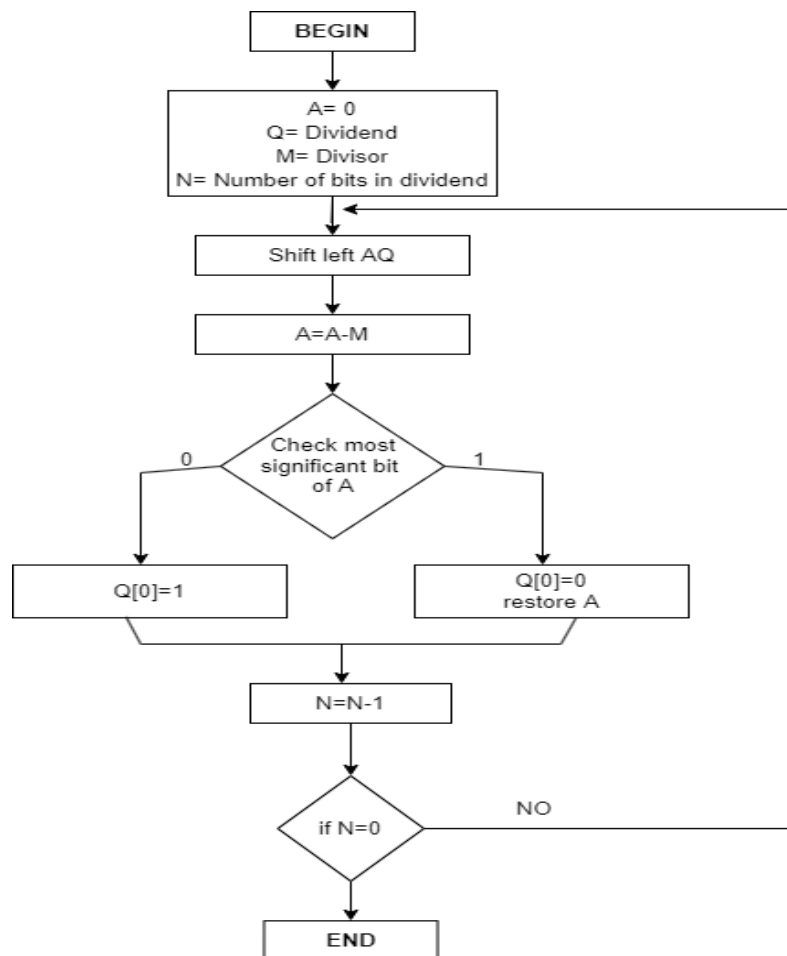 BEGIN
A= 0
Q= Dividend
M= Divisor
N= Number of bits in dividend
Shift left AQ
A=A-M
Check most
significant bit
of A
0
1
Q[0]=1
Q[0]=0
restore A
N=N-1
if N=0
NO
END